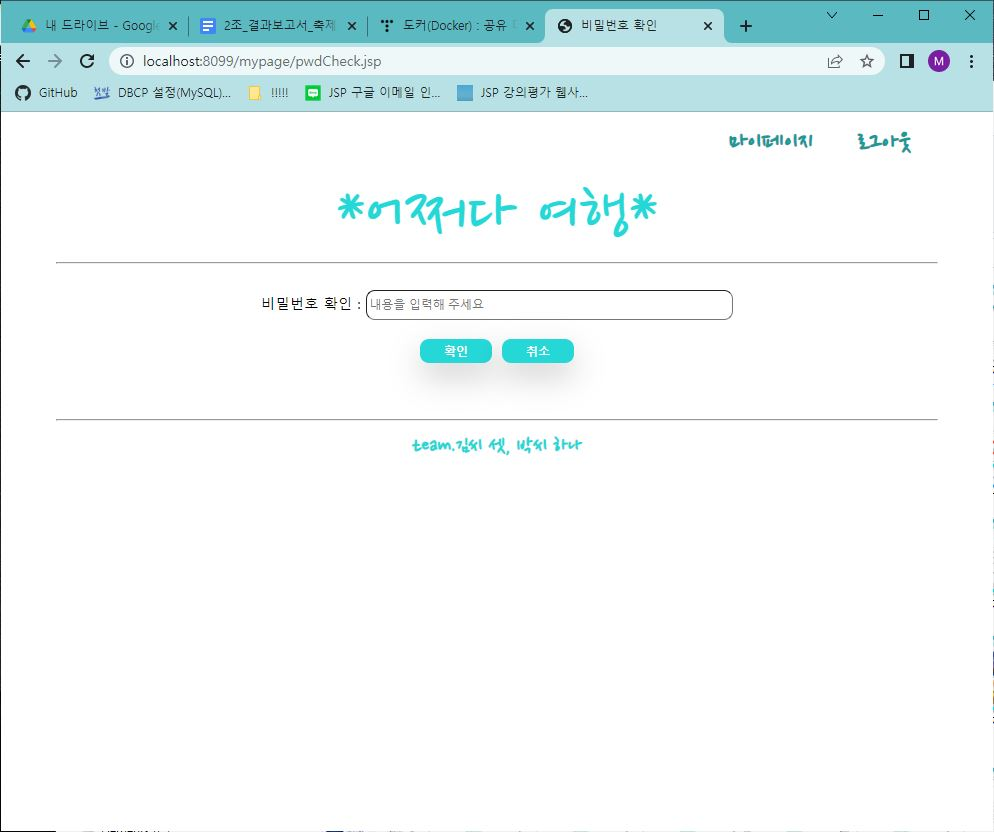 내 드라이브 - Google
2조_결과보고서_축제
도커(Docker) : 공유
비밀번호 확인
localhost:8099/mypage/pwdCheck.jsp
M
GitHub
DBCP 설정(MySQL)...
!!!!!
JSP 구글 이메일 인...
JSP 강의평가 웹사...
마이페이지
로그아웃
*어쩌다 여행*
비밀번호 확인 :
내용을 입력해 주세요
확인
취소
team.김씨 셋, 박씨 하나